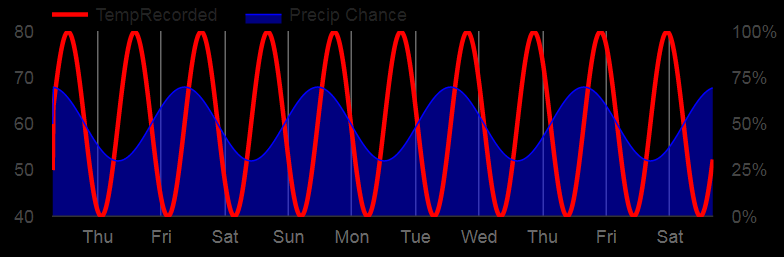 TempRecorded Precip Chance
80 100%
70 75%
60 50%
50 25%
40 0%
Thu Fri Sat Sun Mon Tue Wed Thu Fri Sat